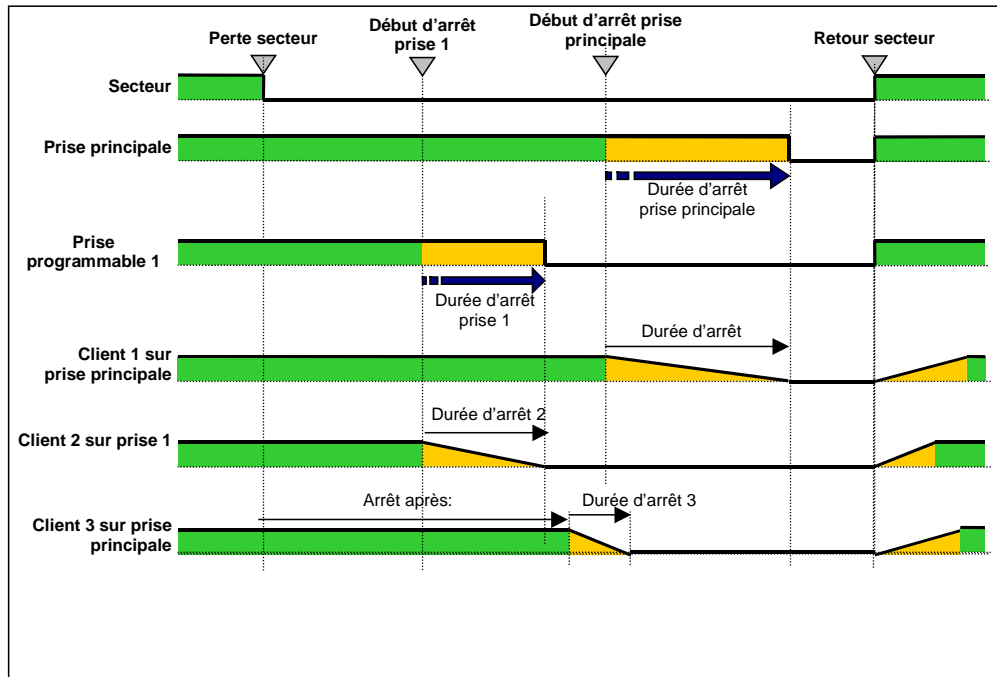 Perte secteur
Début d'arrêt
prise 1
Début d'arrêt prise
principale
Retour secteur
Secteur
Prise principale
Durée d'arrêt
prise principale
Prise
programmable 1
Durée d'arrêt
prise 1
Durée d'arrêt
Client 1 sur
prise principale
Durée d'arrêt 2
Client 2 sur prise 1
Arrêt après:
Durée d'arrêt 3
Client 3 sur prise
principale